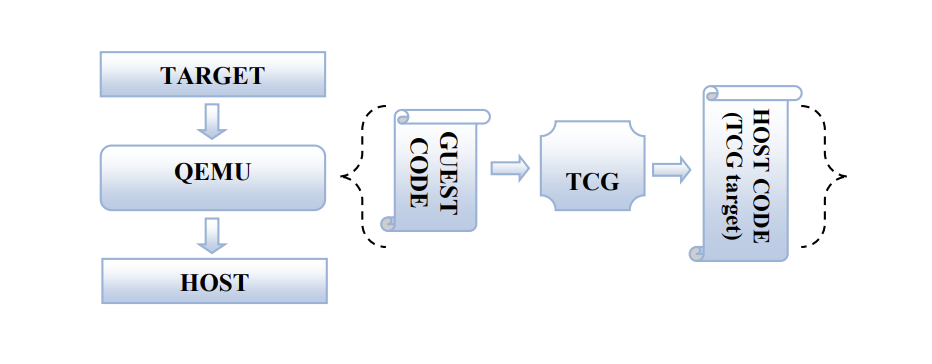 TARGET
QEMU
HOST
GUEST
CODE
TCG
HOST CODE
(TCG target)